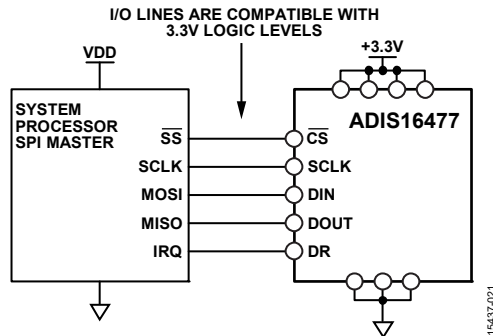 I/O LINES ARE COMPATIBLE WITH
3.3V LOGIC LEVELS
VDD
+3.3V
SYSTEM
PROCESSOR
SPI MASTER
ADIS16477
SS
CS
SCLK
SCLK
MOSI
DIN
MISO
DOUT
IRQ
DR
15437-021